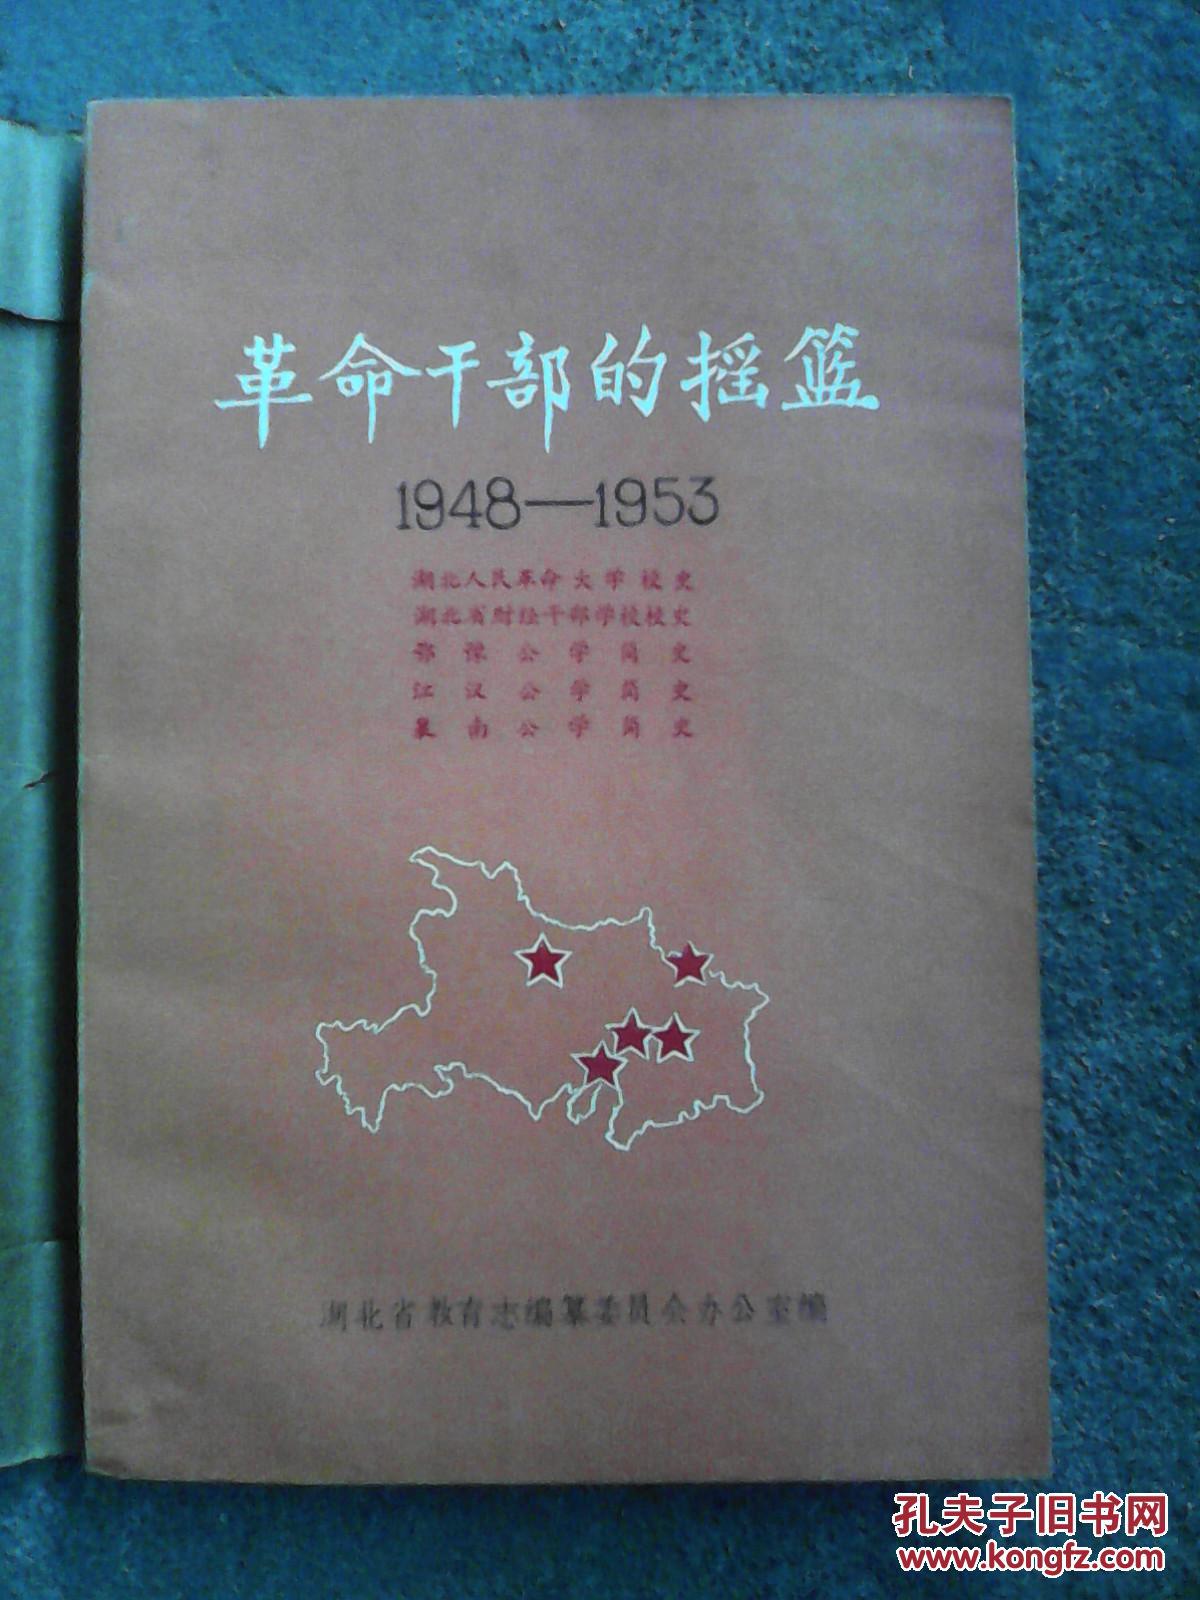 革命干部的摇篮
1948—1953
湖北人民革命大学校史
湖北省财经干部学校校史
鄂豫公学简史
江汉公学简史
襄南公学简史
湖北省教育志编纂委员会办公室编
孔夫子旧书网
www.kongfz.com